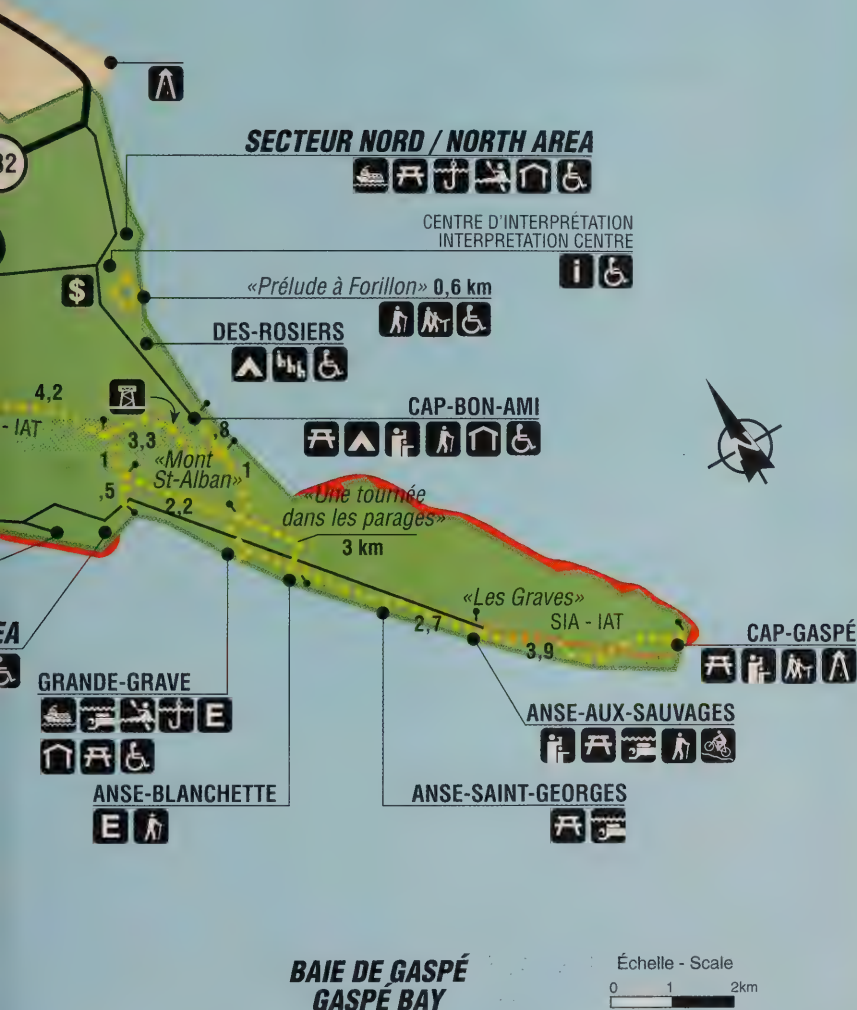 32
SECTEUR NORD / NORTH AREA
CENTRE D'INTERPRÉTATION
INTERPRETATION CENTRE
i
$
«Prélude à Forillon» 0,6 km
DES-ROSIERS
4,2
- IAT
CAP-BON-AMI
,8
3,3
1
«Mont
St-Alban»
1
,5
2,2
«Une tournée
dans les parages»
3 km
«Les Graves»
SIA - IAT
2,7
3,9
CAP-GASPÉ
EA
GRANDE-GRAVE
E
ANSE-AUX-SAUVAGES
ANSE-BLANCHETTE
E
ANSE-SAINT-GEORGES
BAIE DE GASPÉ
GASPÉ BAY
Échelle - Scale
0 1 2km